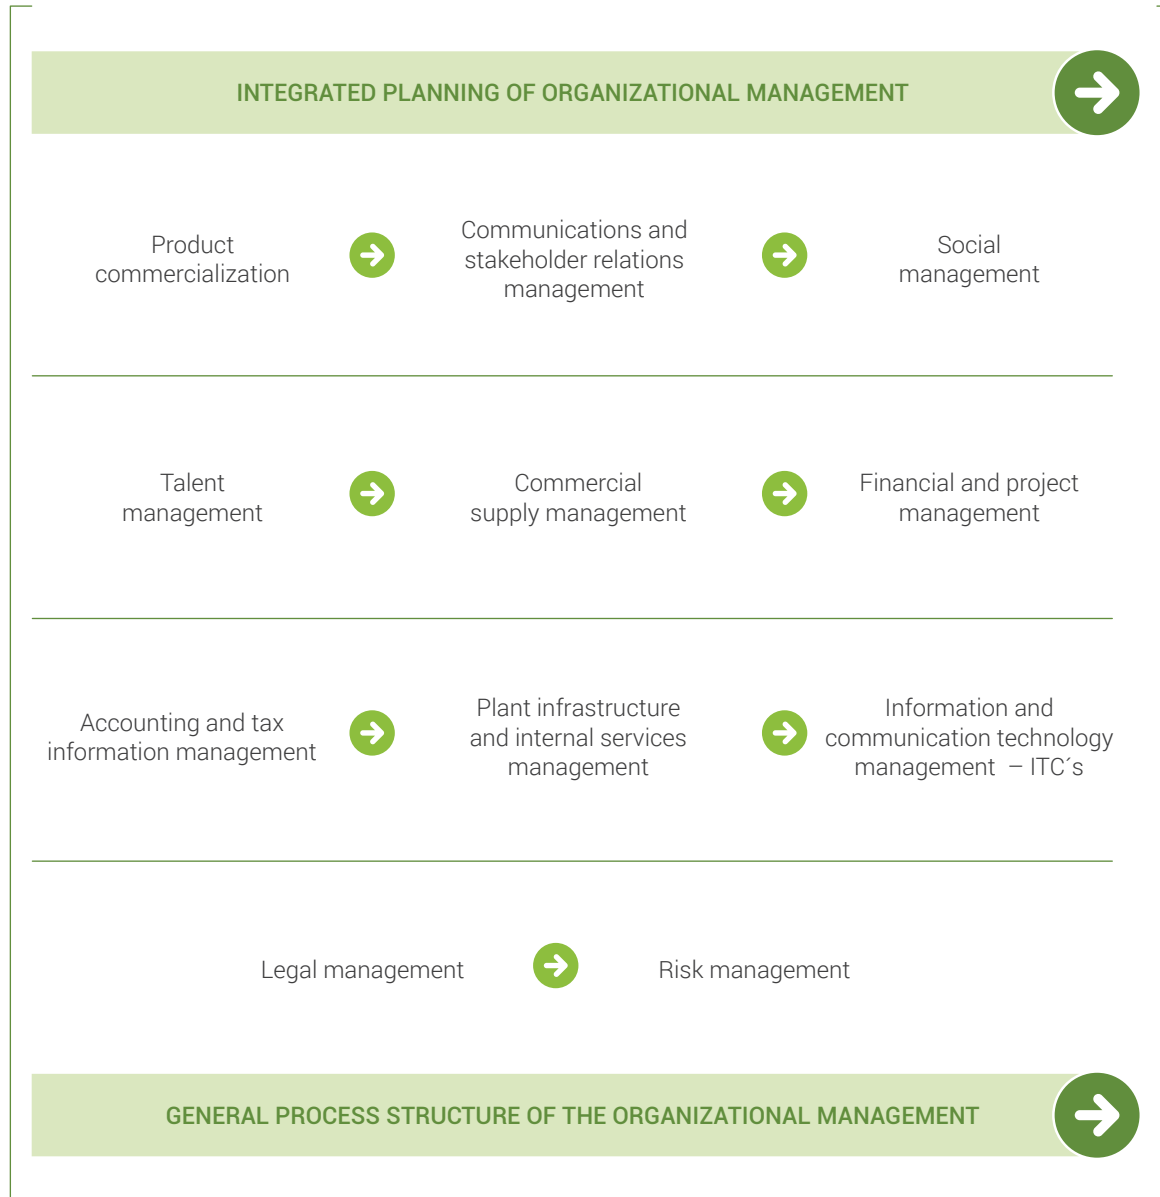 INTEGRATED PLANNING OF ORGANIZATIONAL MANAGEMENT
Product
commercialization
Communications and
stakeholder relations
management
Social
management
Talent
management
Commercial
supply management
Financial and project
management
Accounting and tax
information management
Plant infrastructure
and internal services
management
Information and
communication technology
management – ITC´s
Legal management
Risk management
GENERAL PROCESS STRUCTURE OF THE ORGANIZATIONAL MANAGEMENT